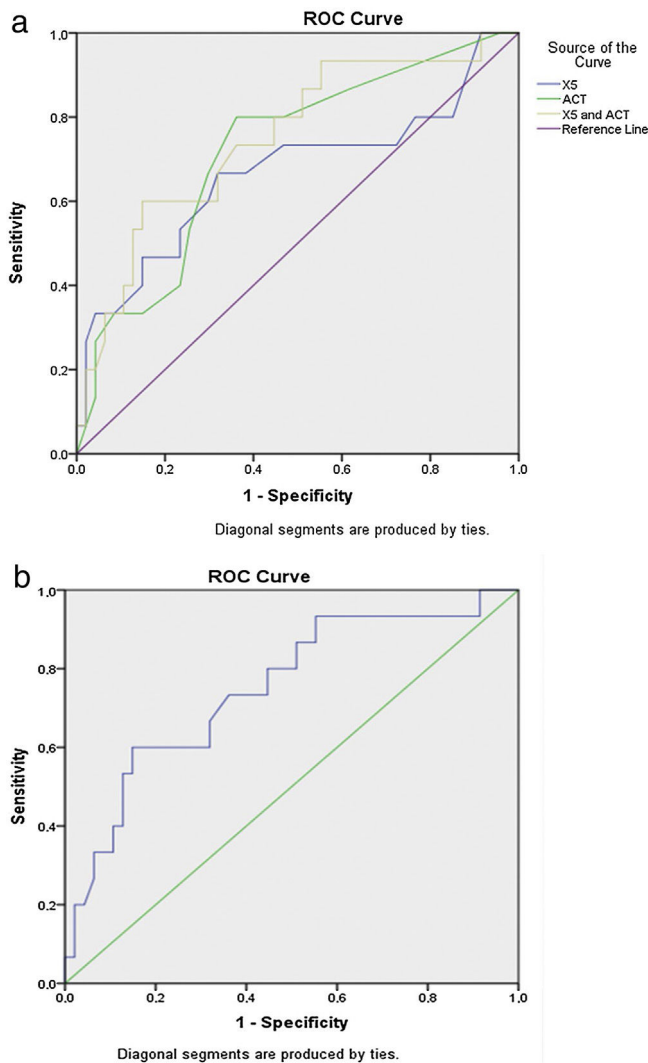 a
ROC Curve
Source of the
Curve
X5
ACT
X5 and ACT
Reference Line
1.0
0.8
0.6
0.4
0.2
0.0
Sensitivity
0.0 0.2 0.4 0.6 0.8 1.0
1 - Specificity
Diagonal segments are produced by ties.
b
ROC Curve
1.0
0.8
0.6
0.4
0.2
0.0
Sensitivity
0.0 0.2 0.4 0.6 0.8 1.0
1 - Specificity
Diagonal segments are produced by ties.